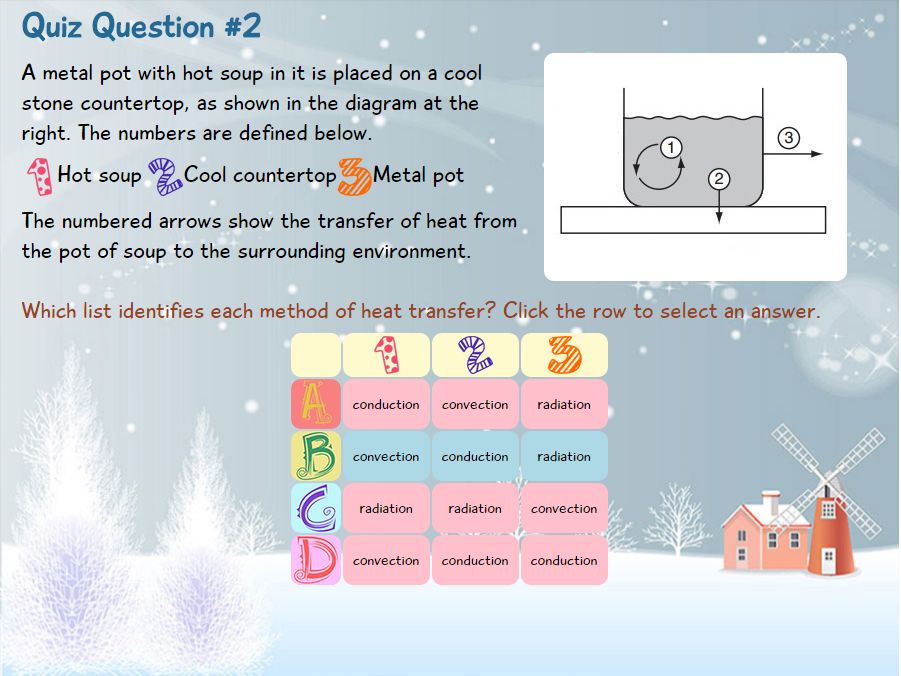 Quiz Question #2
A metal pot with hot soup in it is placed on a cool
stone countertop, as shown in the diagram at the
right. The numbers are defined below.
1 Hot soup 2 Cool countertop 3 Metal pot
The numbered arrows show the transfer of heat from
the pot of soup to the surrounding environment.
1
2
3
Which list identifies each method of heat transfer? Click the row to select an answer.
1 2 3
A conduction convection radiation
B convection conduction radiation
C radiation radiation convection
D convection conduction conduction